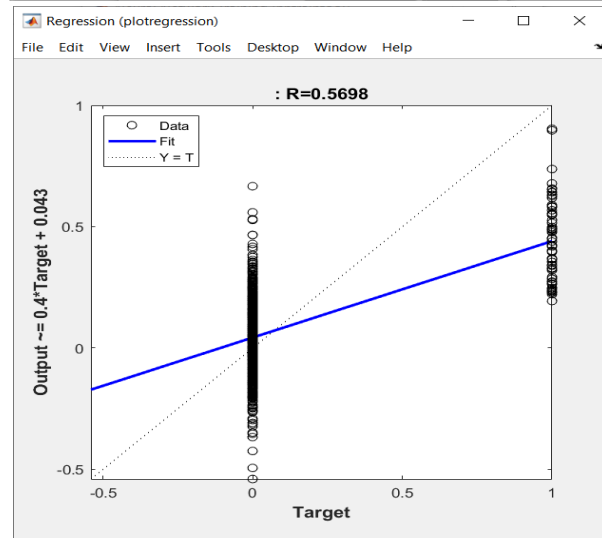 Regression (plotregression)
File Edit View Insert Tools Desktop Window Help
: R=0.5698
Data
Fit
Y = T
Output ~= 0.4*Target + 0.043
1
0.5
0
-0.5
-0.5 0 0.5 1
Target